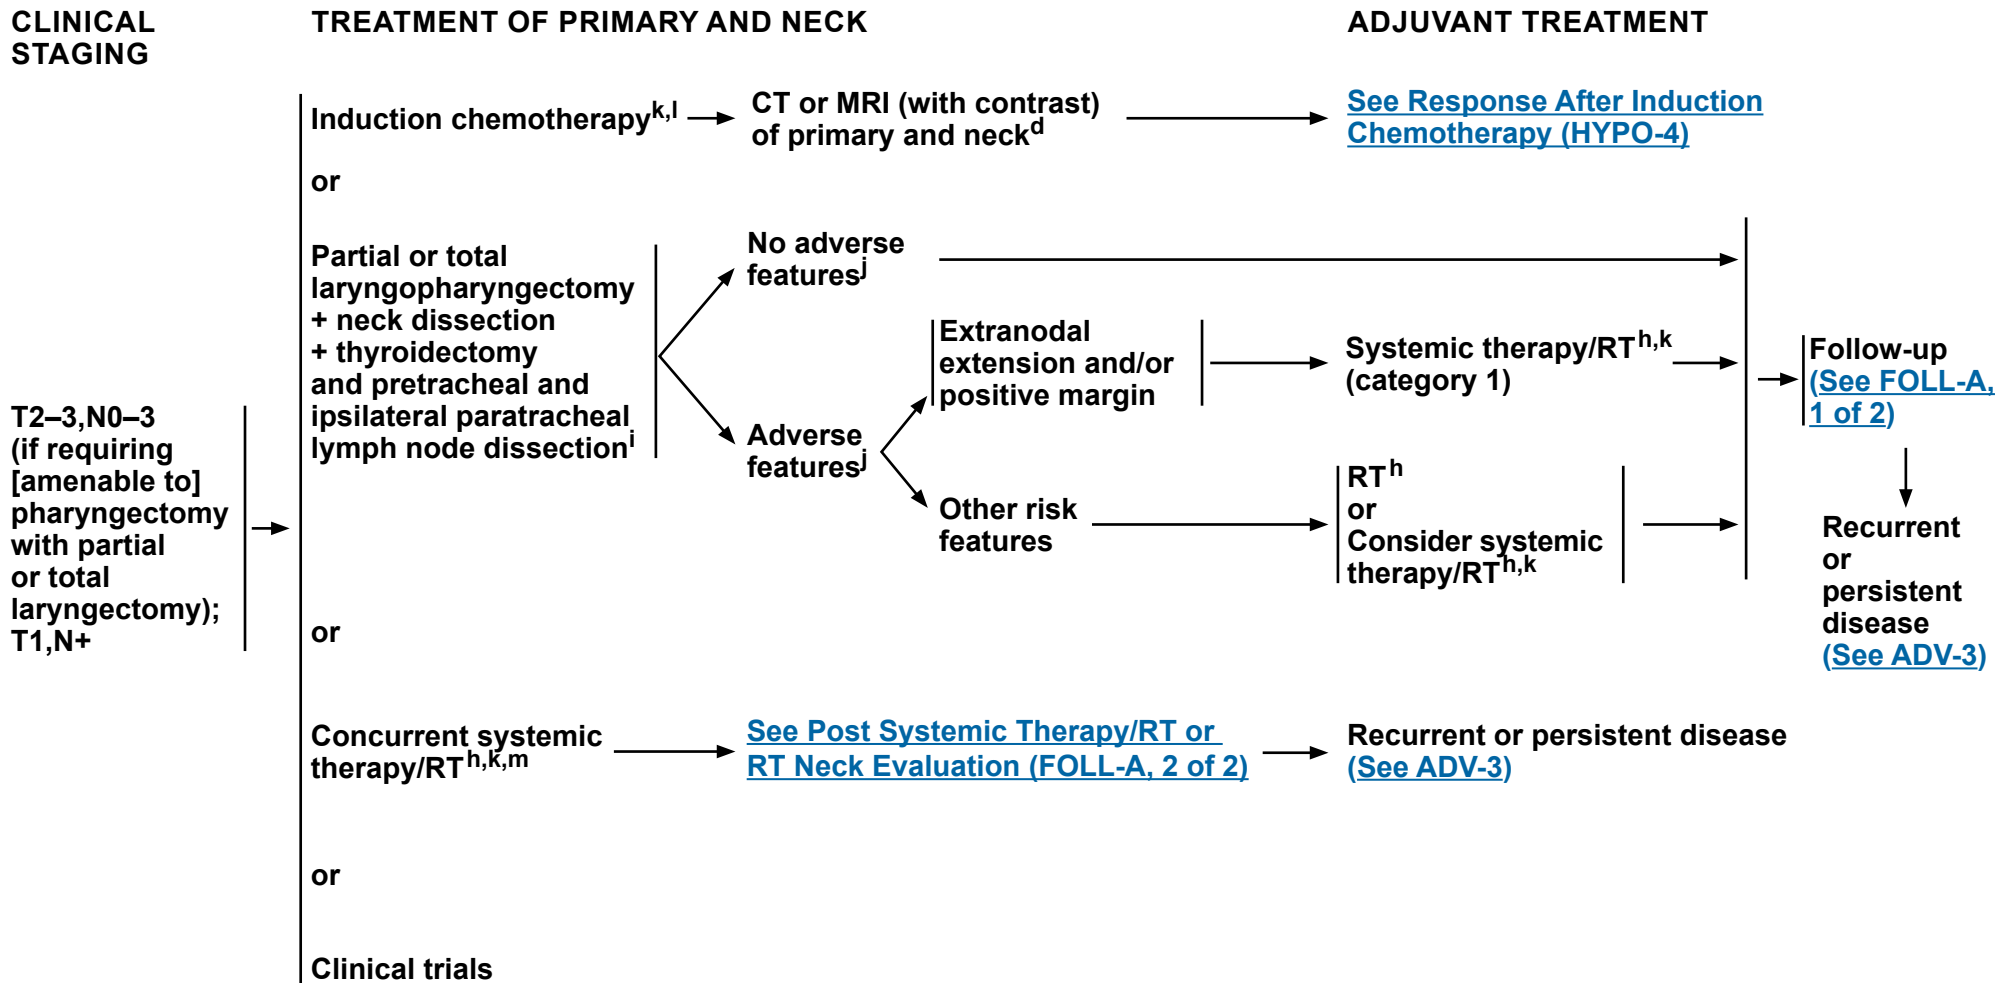 CLINICAL
STAGING
TREATMENT OF PRIMARY AND NECK
ADJUVANT TREATMENT
T2–3,N0–3
(if requiring
[amenable to]
pharyngectomy
with partial
or total
laryngectomy);
T1,N+
Induction chemotherapyk,l
CT or MRI (with contrast)
of primary and neckd
See Response After Induction
Chemotherapy (HYPO-4)
or
Partial or total
laryngopharyngectomy
+ neck dissection
+ thyroidectomy
and pretracheal and
ipsilateral paratracheal
lymph node dissectioni
No adverse
featuresj
Adverse
featuresj
Extranodal
extension and/or
positive margin
Systemic therapy/RTh,k
(category 1)
Other risk
features
RTh
or
Consider systemic
therapy/RTh,k
Follow-up
(See FOLL-A,
1 of 2)
Recurrent
or
persistent
disease
(See ADV-3)
or
Concurrent systemic
therapy/RTh,k,m
See Post Systemic Therapy/RT or
RT Neck Evaluation (FOLL-A, 2 of 2)
Recurrent or persistent disease
(See ADV-3)
or
Clinical trials